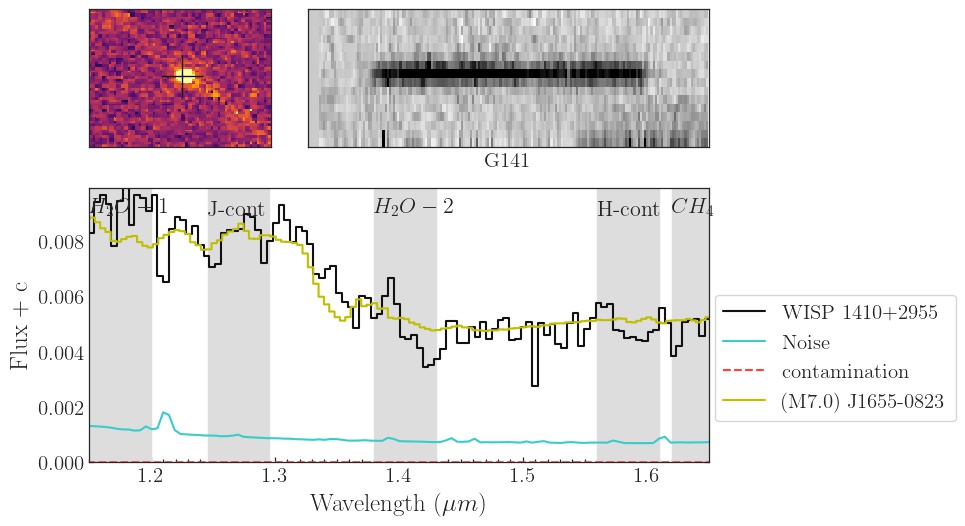 G141
H₂O − 1
J-cont
H₂O − 2
H-cont
CH₄
Flux + c
0.008
0.006
0.004
0.002
0.000
1.2
1.3
1.4
1.5
1.6
Wavelength (μm)
WISP 1410+2955
Noise
contamination
(M7.0) J1655-0823